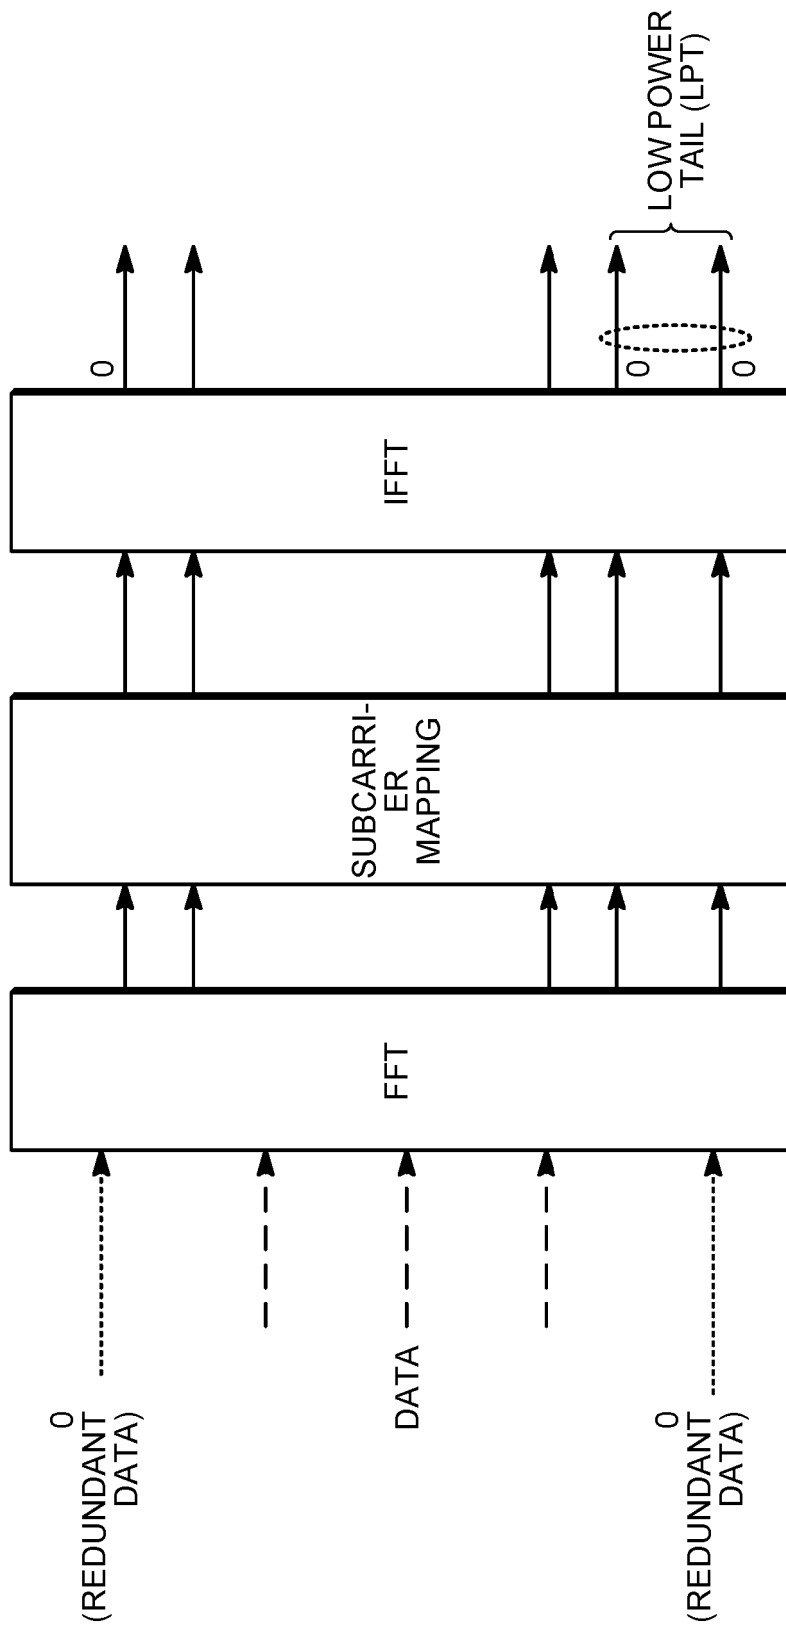 0
(REDUNDANT
DATA)
DATA
0
(REDUNDANT
DATA)
FFT
SUBCARRI-
ER
MAPPING
IFFT
0
0
0
LOW POWER
TAIL (LPT)